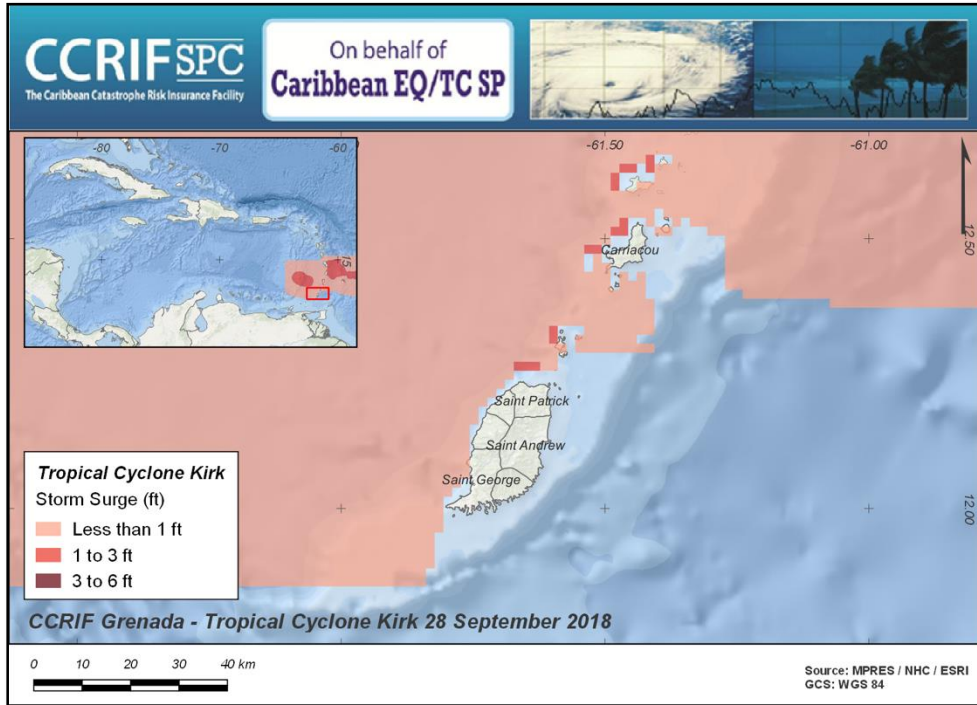 CCRIF SPC
The Caribbean Catastrophe Risk Insurance Facility
On behalf of
Caribbean EQ/TC SP
-80
-70
-60
15
-61.50
-61.00
12.50
Carriacou
Saint Patrick
Saint Andrew
Saint George
12.00
Tropical Cyclone Kirk
Storm Surge (ft)
Less than 1 ft
1 to 3 ft
3 to 6 ft
CCRIF Grenada - Tropical Cyclone Kirk 28 September 2018
0 10 20 30 40 km
Source: MPRES / NHC / ESRI
GCS: WGS 84